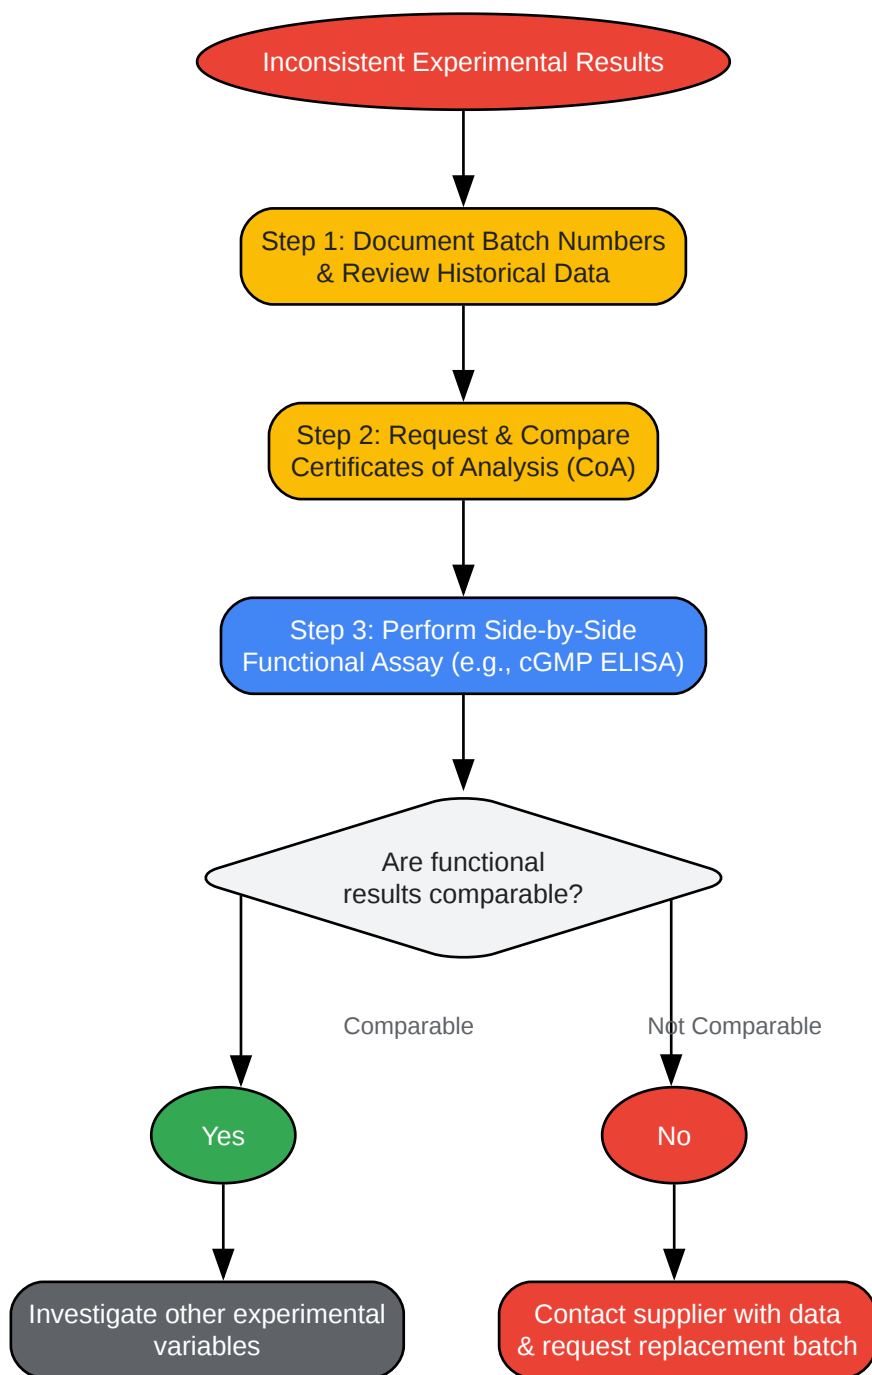 Inconsistent Experimental Results
Step 1: Document Batch Numbers
& Review Historical Data
Step 2: Request & Compare
Certificates of Analysis (CoA)
Step 3: Perform Side-by-Side
Functional Assay (e.g., cGMP ELISA)
Are functional
results comparable?
Comparable
Not Comparable
Yes
No
Investigate other experimental
variables
Contact supplier with data
& request replacement batch